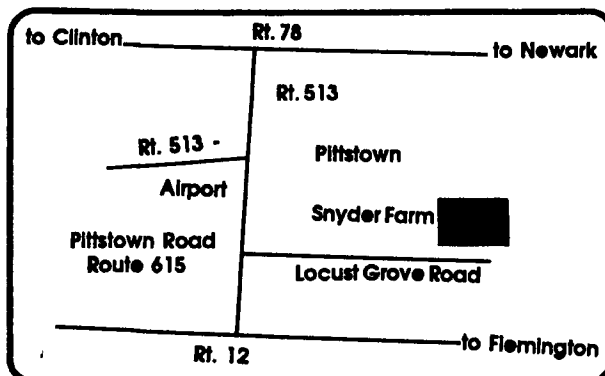 to Clinton
Rt. 78
to Newark
Rt. 513
Rt. 513 -
Pittstown
Airport
Snyder Farm
Pittstown Road
Route 615
Locust Grove Road
to Flemington
Rt. 12